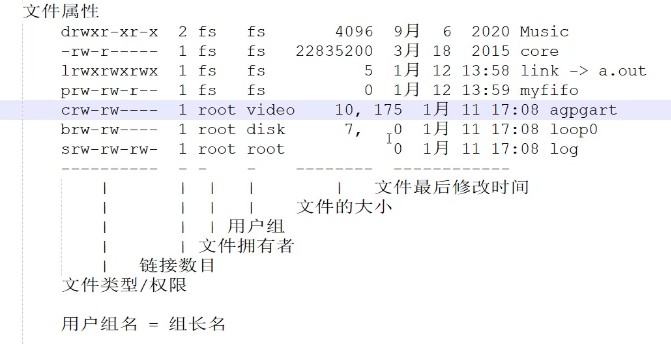 文件属性
drwxr-xr-x 2 fs fs 4096 9月 6 2020 Music
-rw-r----- 1 fs fs 22835200 3月 18 2015 core
lrwxrwxrwx 1 fs fs 5 1月 12 13:58 link -> a.out
prw-rw-r-- 1 fs fs 0 1月 12 13:59 myfifo
crw-rw---- 1 root video 10, 175 1月 11 17:08 agpgart
brw-rw---- 1 root disk 7, 0 1月 11 17:08 loop0
srw-rw-rw- 1 root root 0 1月 11 17:08 log
---------- - - - -------- ------------
| | | | | 文件最后修改时间
| | | | 文件的大小
| | | 用户组
| | 文件拥有者
| 链接数目
文件类型/权限
用户组名 = 组长名